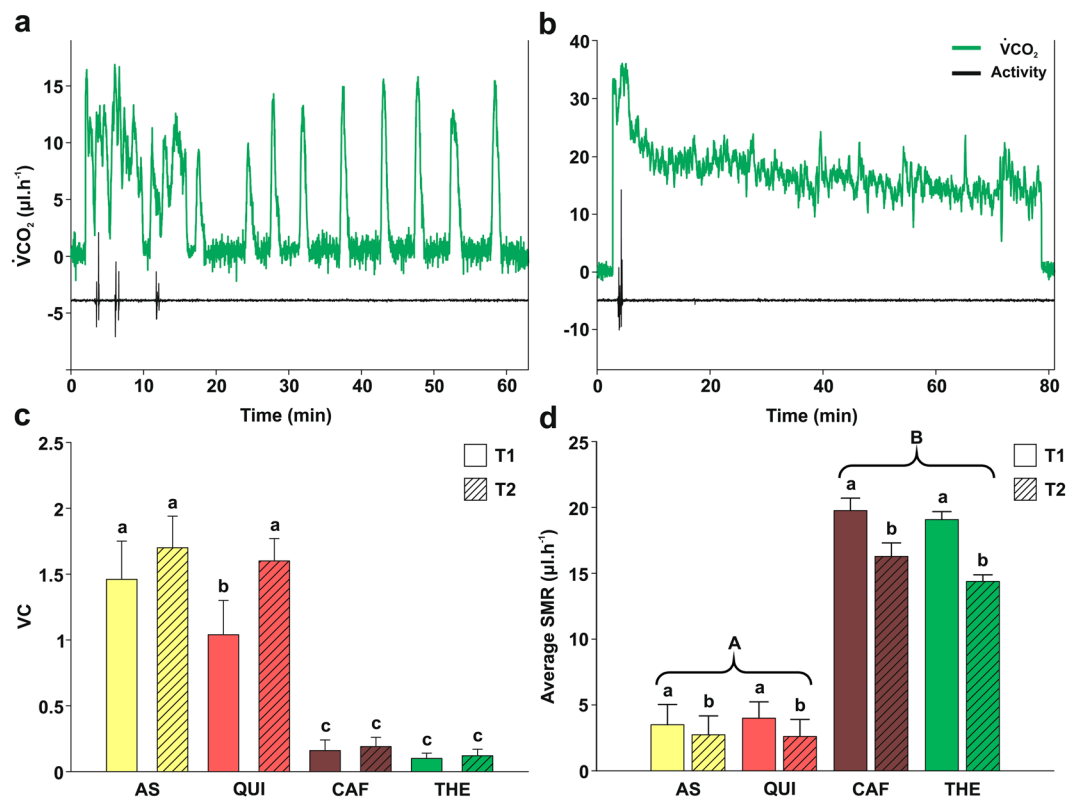 a
V̇CO₂ (µl.h⁻¹)
15
10
5
0
-5
0 10 20 30 40 50 60
Time (min)
b
V̇CO₂
Activity
40
30
20
10
0
-10
0 20 40 60 80
Time (min)
c
VC
2.5
2
1.5
1
0.5
0
T1
T2
a a b a c c c c
AS QUI CAF THE
d
Average SMR (µl.h⁻¹)
25
20
15
10
5
0
T1
T2
A B
a b a b a b a b
AS QUI CAF THE